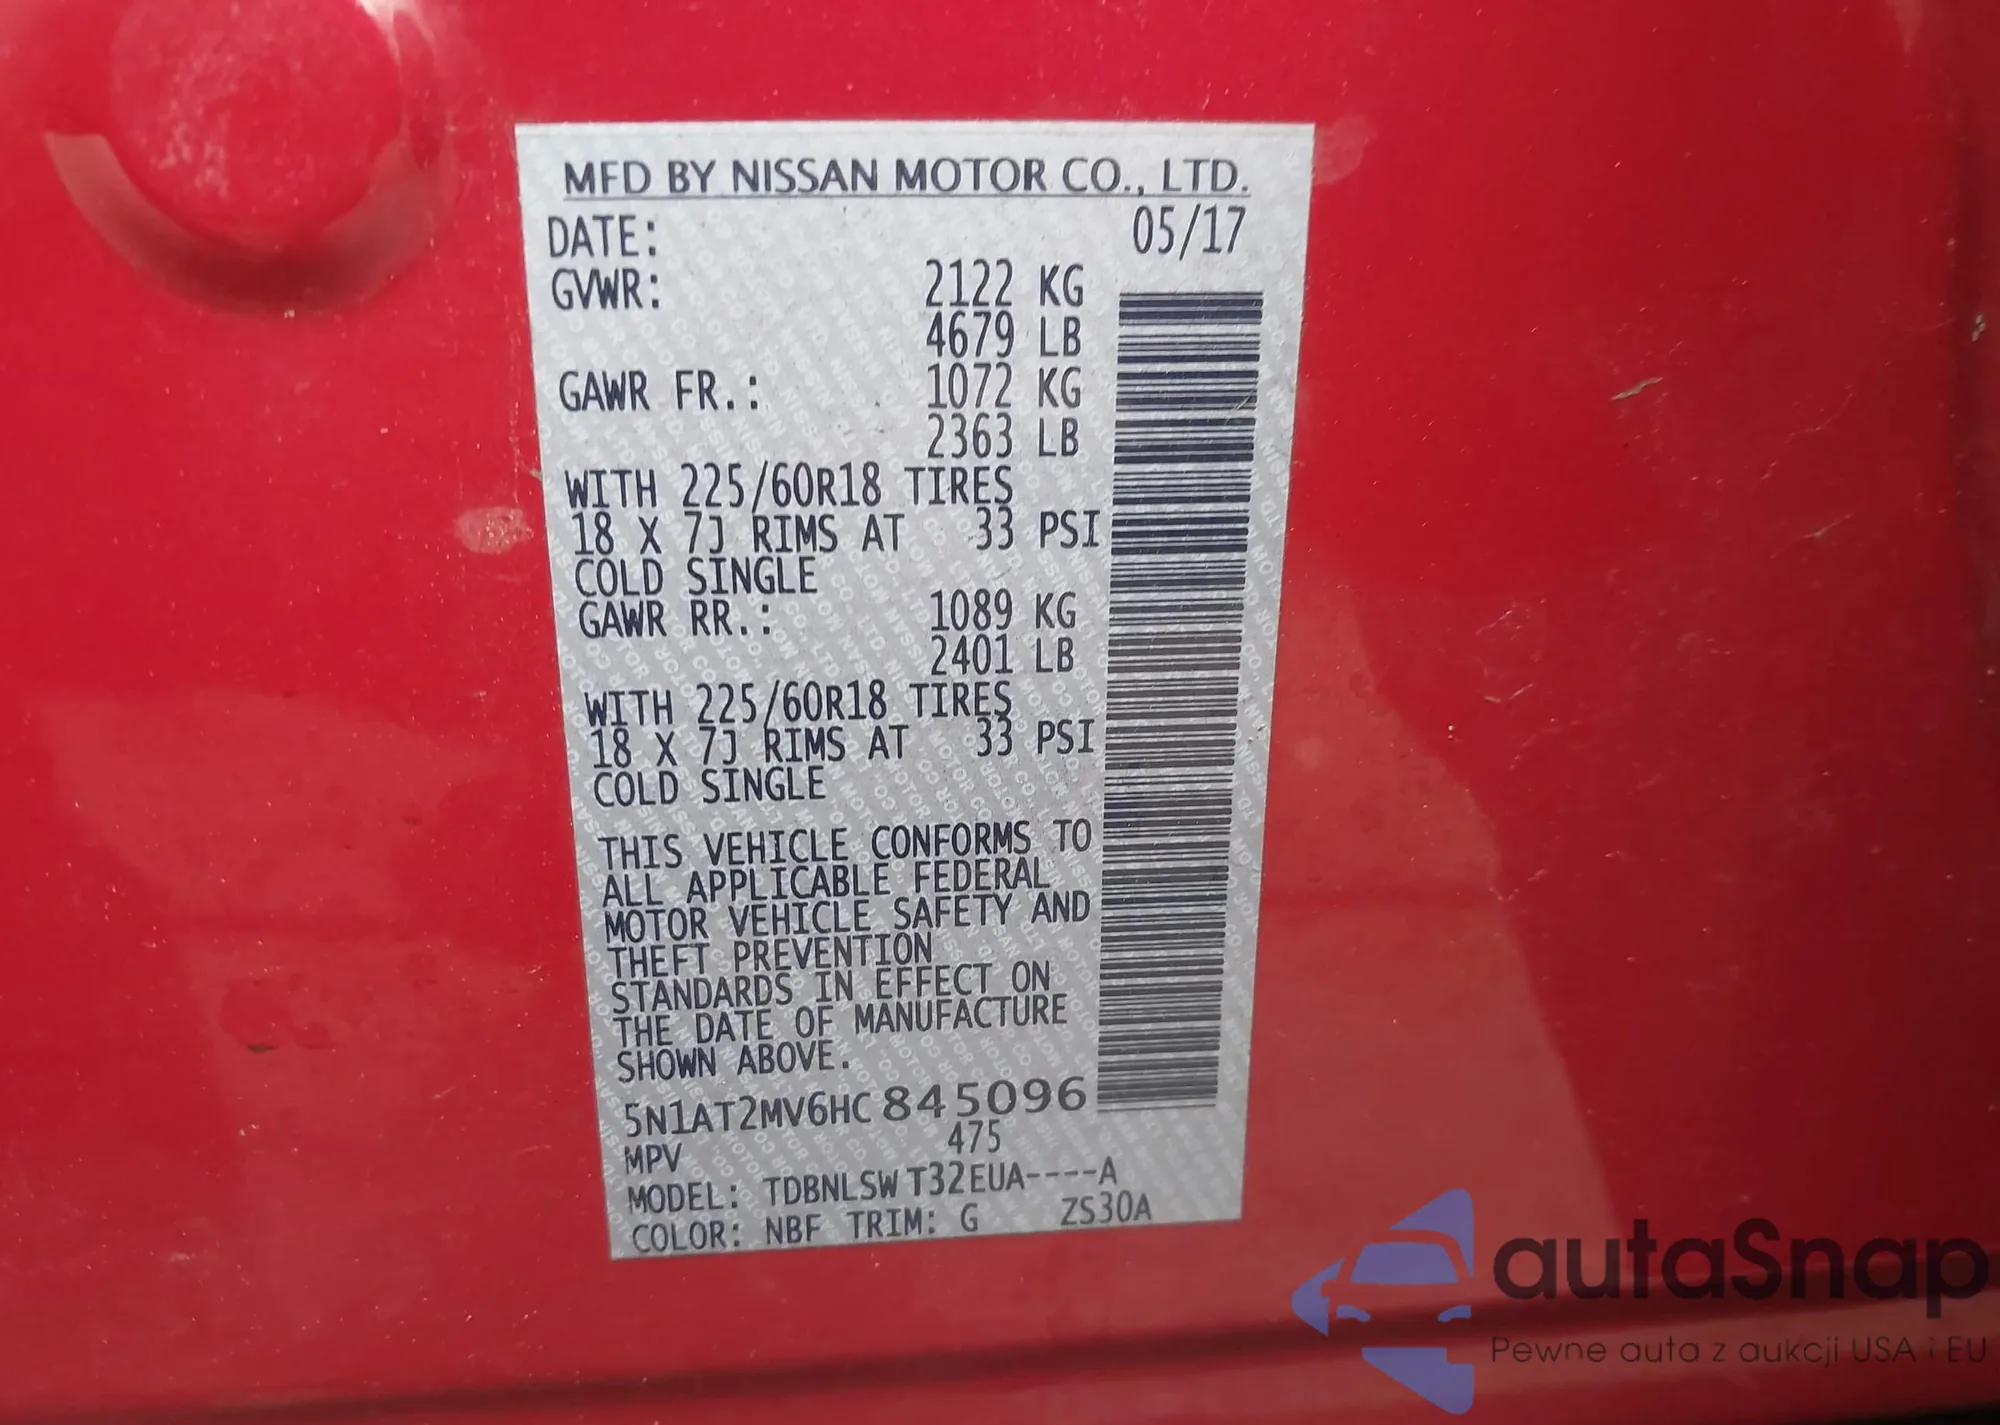 MFD BY NISSAN MOTOR CO., LTD.
DATE: 05/17
GVWR: 2122 KG
4679 LB
GAWR FR.: 1072 KG
2363 LB
WITH 225/60R18 TIRES
18 X 7J RIMS AT 33 PSI
COLD SINGLE
GAWR RR.: 1089 KG
2401 LB
WITH 225/60R18 TIRES
18 X 7J RIMS AT 33 PSI
COLD SINGLE
THIS VEHICLE CONFORMS TO
ALL APPLICABLE FEDERAL
MOTOR VEHICLE SAFETY AND
THEFT PREVENTION
STANDARDS IN EFFECT ON
THE DATE OF MANUFACTURE
SHOWN ABOVE.
5N1AT2MV6HC845096
MPV 475
MODEL: TDBNLSW T32EUA----A
COLOR: NBF TRIM: G ZS30A
autaSnap
Pewne auta z aukcji USA i EU